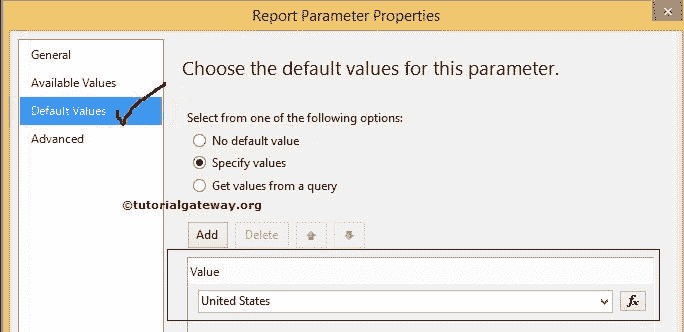 Report Parameter Properties
General
Available Values
Default Values
Advanced
Choose the default values for this parameter.
Select from one of the following options:
No default value
Specify values
Get values from a query
©tutorialgateway.org
Add
Delete
Value
United States
fx